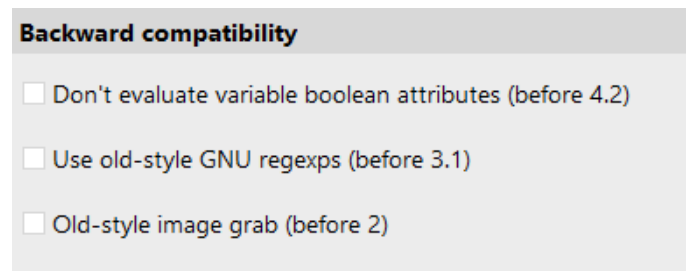 Backward compatibility
Don't evaluate variable boolean attributes (before 4.2)
Use old-style GNU regexps (before 3.1)
Old-style image grab (before 2)